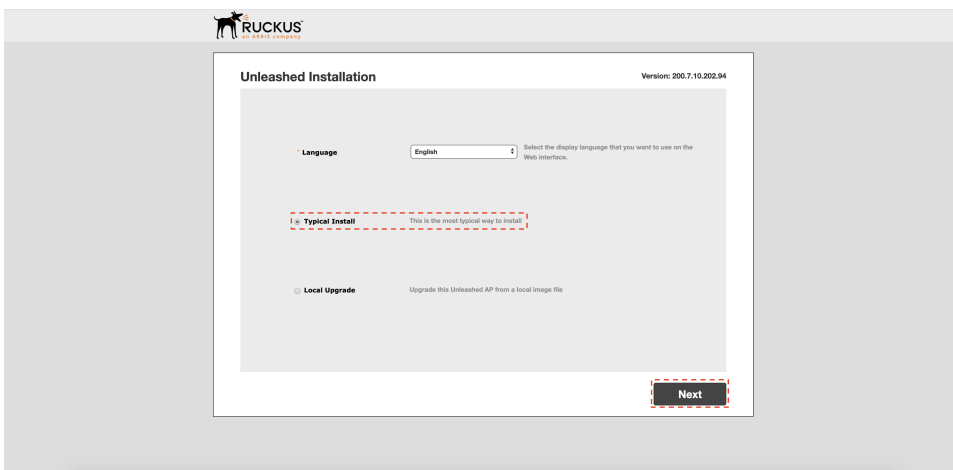 RUCKUS
an ARRIS company
Unleashed Installation
Version: 200.7.10.202.94
* Language
English
Select the display language that you want to use on the
Web interface.
Typical Install
This is the most typical way to install
Local Upgrade
Upgrade this Unleashed AP from a local image file
Next